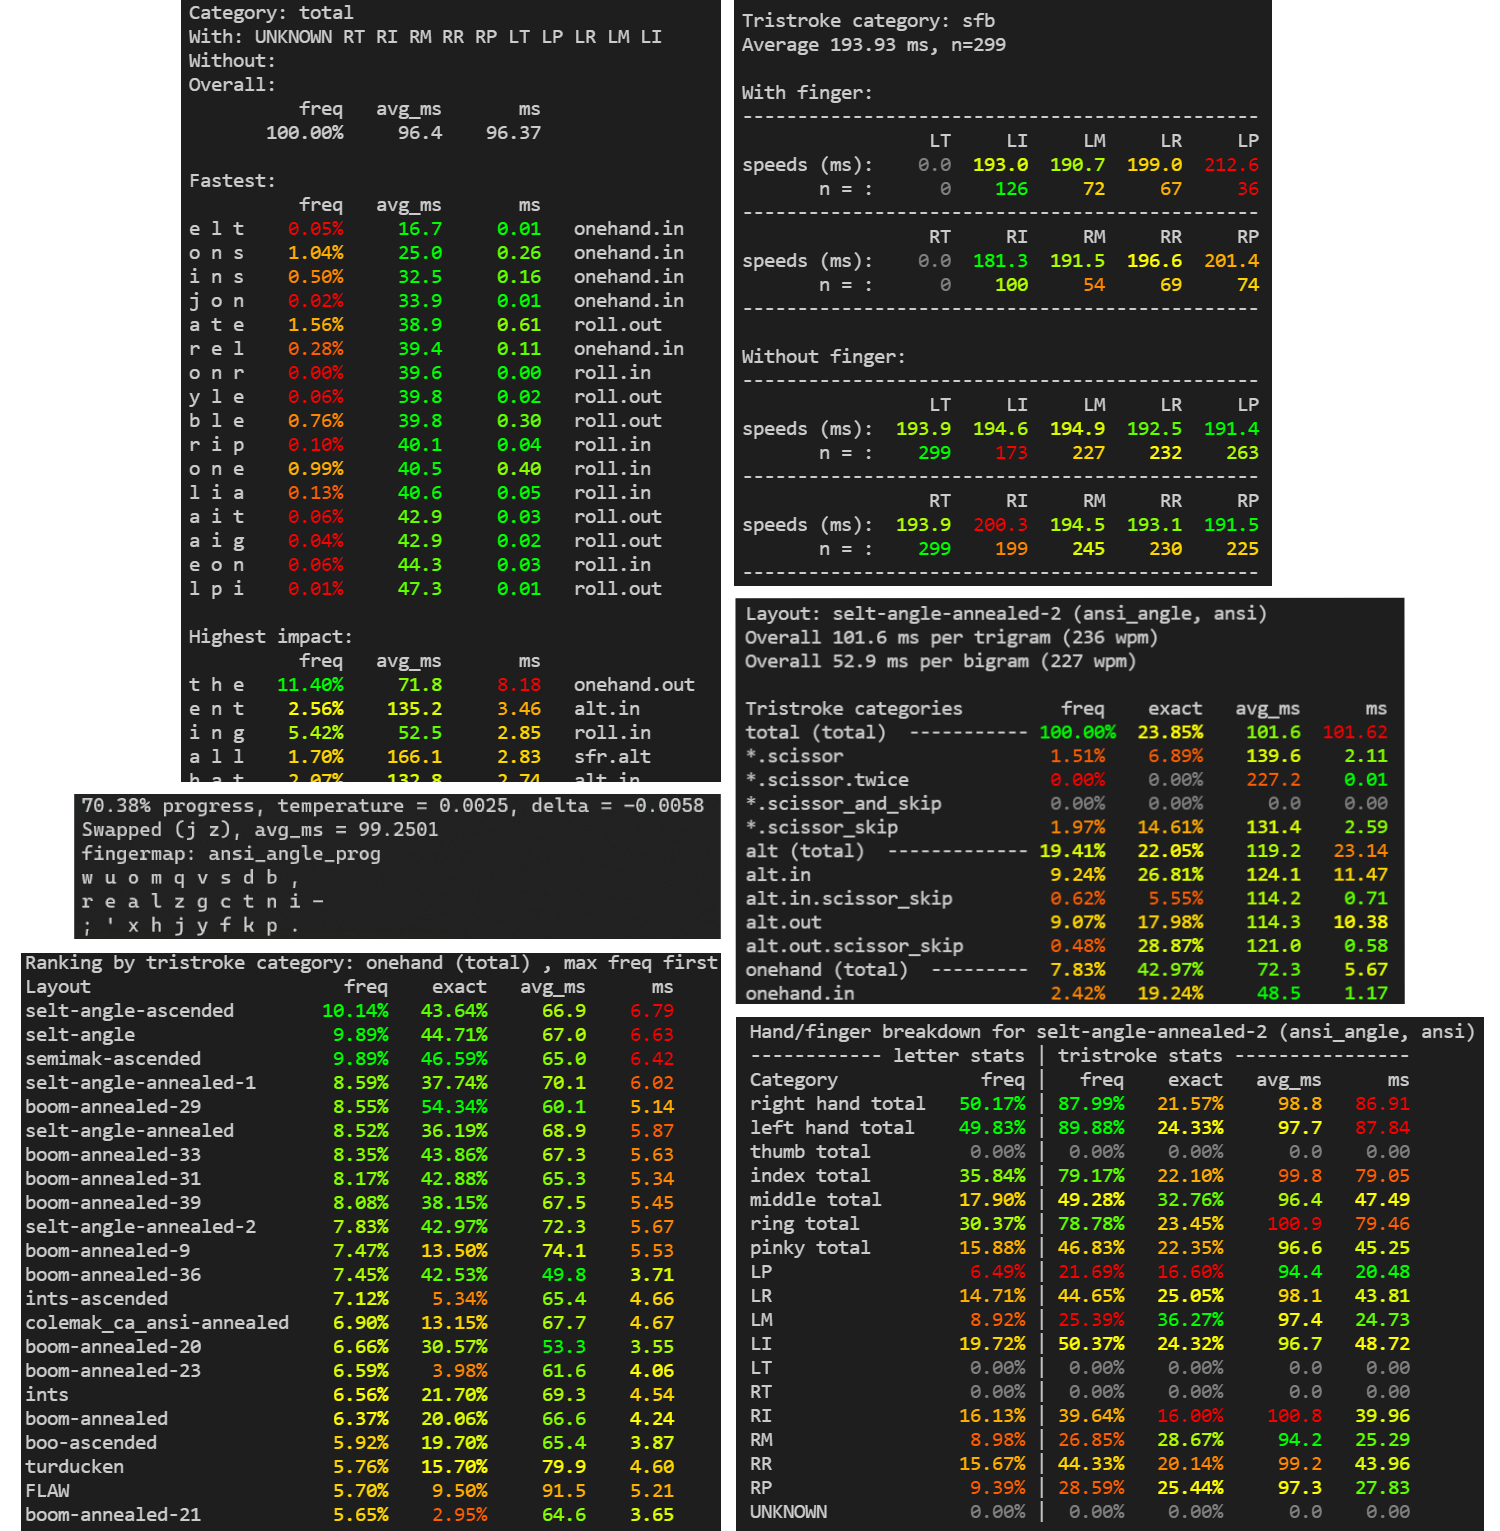 Category: total
With: UNKNOWN RT RI RM RR RP LT LP LR LM LI
Without:
Overall:
freq avg_ms ms
100.00% 96.4 96.37
Fastest:
freq avg_ms ms
e l t 0.05% 16.7 0.01 onehand.in
o n s 1.04% 25.0 0.26 onehand.in
i n s 0.50% 32.5 0.16 onehand.in
j o n 0.02% 33.9 0.01 onehand.in
a t e 1.56% 38.9 0.61 roll.out
r e l 0.28% 39.4 0.11 onehand.in
o n r 0.00% 39.6 0.00 roll.in
y l e 0.06% 39.8 0.02 roll.out
b l e 0.76% 39.8 0.30 roll.out
r i p 0.10% 40.1 0.04 roll.in
o n e 0.99% 40.5 0.40 roll.in
l i a 0.13% 40.6 0.05 roll.in
a i t 0.06% 42.9 0.03 roll.out
a i g 0.04% 42.9 0.02 roll.out
e o n 0.06% 44.3 0.03 roll.in
l p i 0.01% 47.3 0.01 roll.out
Highest impact:
freq avg_ms ms
t h e 11.40% 71.8 8.18 onehand.out
e n t 2.56% 135.2 3.46 alt.in
i n g 5.42% 52.5 2.85 roll.in
a l l 1.70% 166.1 2.83 sfr.alt
h a t 2.07% 132.8 2.74 alt.in
70.38% progress, temperature = 0.0025, delta = -0.0058
Swapped (j z), avg_ms = 99.2501
fingermap: ansi_angle_prog
w u o m q v s d b ,
r e a l z g c t n i -
; ' x h j y f k p .
Ranking by tristroke category: onehand (total) , max freq first
Layout freq exact avg_ms ms
selt-angle-ascended 10.14% 43.64% 66.9 6.79
selt-angle 9.89% 44.71% 67.0 6.63
semimak-ascended 9.89% 46.59% 65.0 6.42
selt-angle-annealed-1 8.59% 37.74% 70.1 6.02
boom-annealed-29 8.55% 54.34% 60.1 5.14
selt-angle-annealed 8.52% 36.19% 68.9 5.87
boom-annealed-33 8.35% 43.86% 67.3 5.63
boom-annealed-31 8.17% 42.88% 65.3 5.34
boom-annealed-39 8.08% 38.15% 67.5 5.45
selt-angle-annealed-2 7.83% 42.97% 72.3 5.67
boom-annealed-9 7.47% 13.50% 74.1 5.53
boom-annealed-36 7.45% 42.53% 49.8 3.71
ints-ascended 7.12% 5.34% 65.4 4.66
colemak_ca_ansi-annealed 6.90% 13.15% 67.7 4.67
boom-annealed-20 6.66% 30.57% 53.3 3.55
boom-annealed-23 6.59% 3.98% 61.6 4.06
ints 6.56% 21.70% 69.3 4.54
boom-annealed 6.37% 20.06% 66.6 4.24
boo-ascended 5.92% 19.70% 65.4 3.87
turducken 5.76% 15.70% 79.9 4.60
FLAW 5.70% 9.50% 91.5 5.21
boom-annealed-21 5.65% 2.95% 64.6 3.65
Tristroke category: sfb
Average 193.93 ms, n=299
With finger:
-----------------------------------------------
LT LI LM LR LP
speeds (ms): 0.0 193.0 190.7 199.0 212.6
n = : 0 126 72 67 36
-----------------------------------------------
RT RI RM RR RP
speeds (ms): 0.0 181.3 191.5 196.6 201.4
n = : 0 100 54 69 74
-----------------------------------------------
Without finger:
-----------------------------------------------
LT LI LM LR LP
speeds (ms): 193.9 194.6 194.9 192.5 191.4
n = : 299 173 227 232 263
-----------------------------------------------
RT RI RM RR RP
speeds (ms): 193.9 200.3 194.5 193.1 191.5
n = : 299 199 245 230 225
-----------------------------------------------
Layout: selt-angle-annealed-2 (ansi_angle, ansi)
Overall 101.6 ms per trigram (236 wpm)
Overall 52.9 ms per bigram (227 wpm)
Tristroke categories freq exact avg_ms ms
total (total) ----------- 100.00% 23.85% 101.6 101.62
*.scissor 1.51% 6.89% 139.6 2.11
*.scissor.twice 0.00% 0.00% 227.2 0.01
*.scissor_and_skip 0.00% 0.00% 0.0 0.00
*.scissor_skip 1.97% 14.61% 131.4 2.59
alt (total) ------------- 19.41% 22.05% 119.2 23.14
alt.in 9.24% 26.81% 124.1 11.47
alt.in.scissor_skip 0.62% 5.55% 114.2 0.71
alt.out 9.07% 17.98% 114.3 10.38
alt.out.scissor_skip 0.48% 28.87% 121.0 0.58
onehand (total) --------- 7.83% 42.97% 72.3 5.67
onehand.in 2.42% 19.24% 48.5 1.17
Hand/finger breakdown for selt-angle-annealed-2 (ansi_angle, ansi)
------------ letter stats | tristroke stats ----------------
Category freq | freq exact avg_ms ms
right hand total 50.17% | 87.99% 21.57% 98.8 86.91
left hand total 49.83% | 89.88% 24.33% 97.7 87.84
thumb total 0.00% | 0.00% 0.00% 0.0 0.00
index total 35.84% | 79.17% 22.10% 99.8 79.05
middle total 17.90% | 49.28% 32.76% 96.4 47.49
ring total 30.37% | 78.78% 23.45% 100.9 79.46
pinky total 15.88% | 46.83% 22.35% 96.6 45.25
LP 6.49% | 21.69% 16.60% 94.4 20.48
LR 14.71% | 44.65% 25.05% 98.1 43.81
LM 8.92% | 25.39% 36.27% 97.4 24.73
LI 19.72% | 50.37% 24.32% 96.7 48.72
LT 0.00% | 0.00% 0.00% 0.0 0.00
RT 0.00% | 0.00% 0.00% 0.0 0.00
RI 16.13% | 39.64% 16.00% 100.8 39.96
RM 8.98% | 26.85% 28.67% 94.2 25.29
RR 15.67% | 44.33% 20.14% 99.2 43.96
RP 9.39% | 28.59% 25.44% 97.3 27.83
UNKNOWN 0.00% | 0.00% 0.00% 0.0 0.00